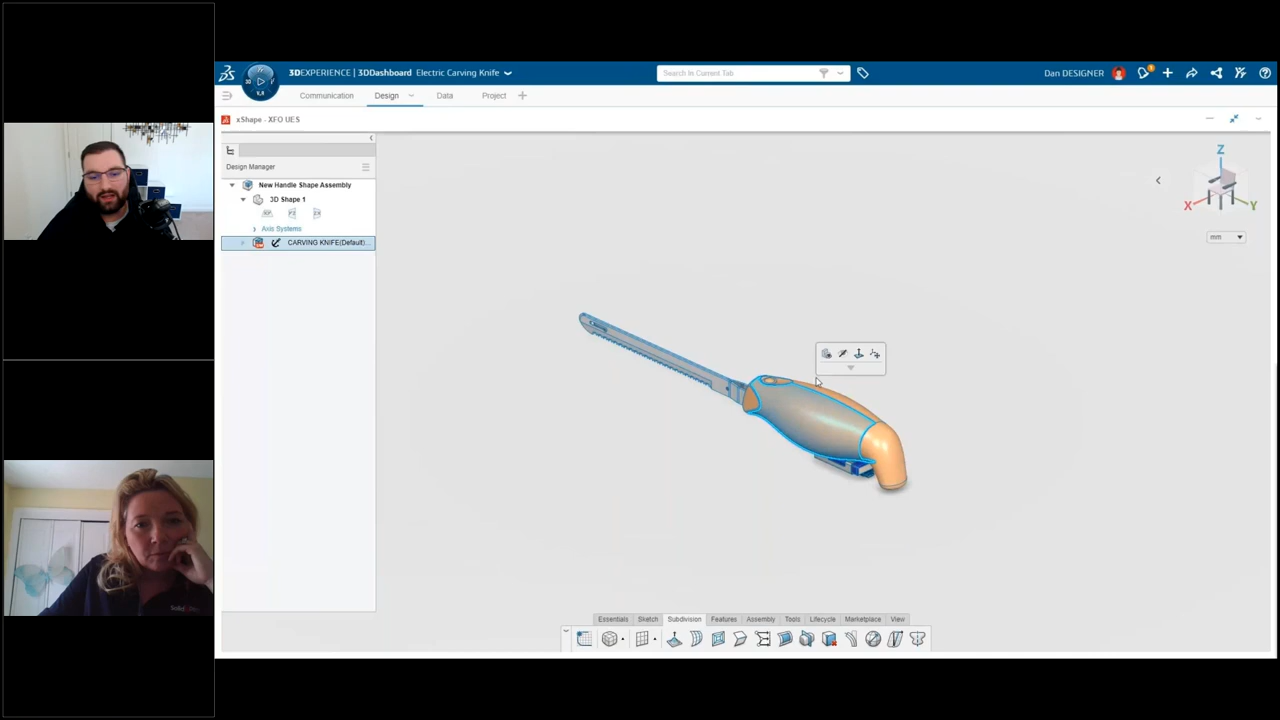 3DEXPERIENCE | 3DDashboard Electric Carving Knife
Search In Current Tab
Dan DESIGNER
Communication
Design
Data
Project
xShape - XFO UES
Design Manager
New Handle Shape Assembly
3D Shape 1
Axis Systems
CARVING KNIFE(Default)...
Z
X
Y
mm
Essentials
Sketch
Subdivision
Features
Assembly
Tools
Lifecycle
Marketplace
View